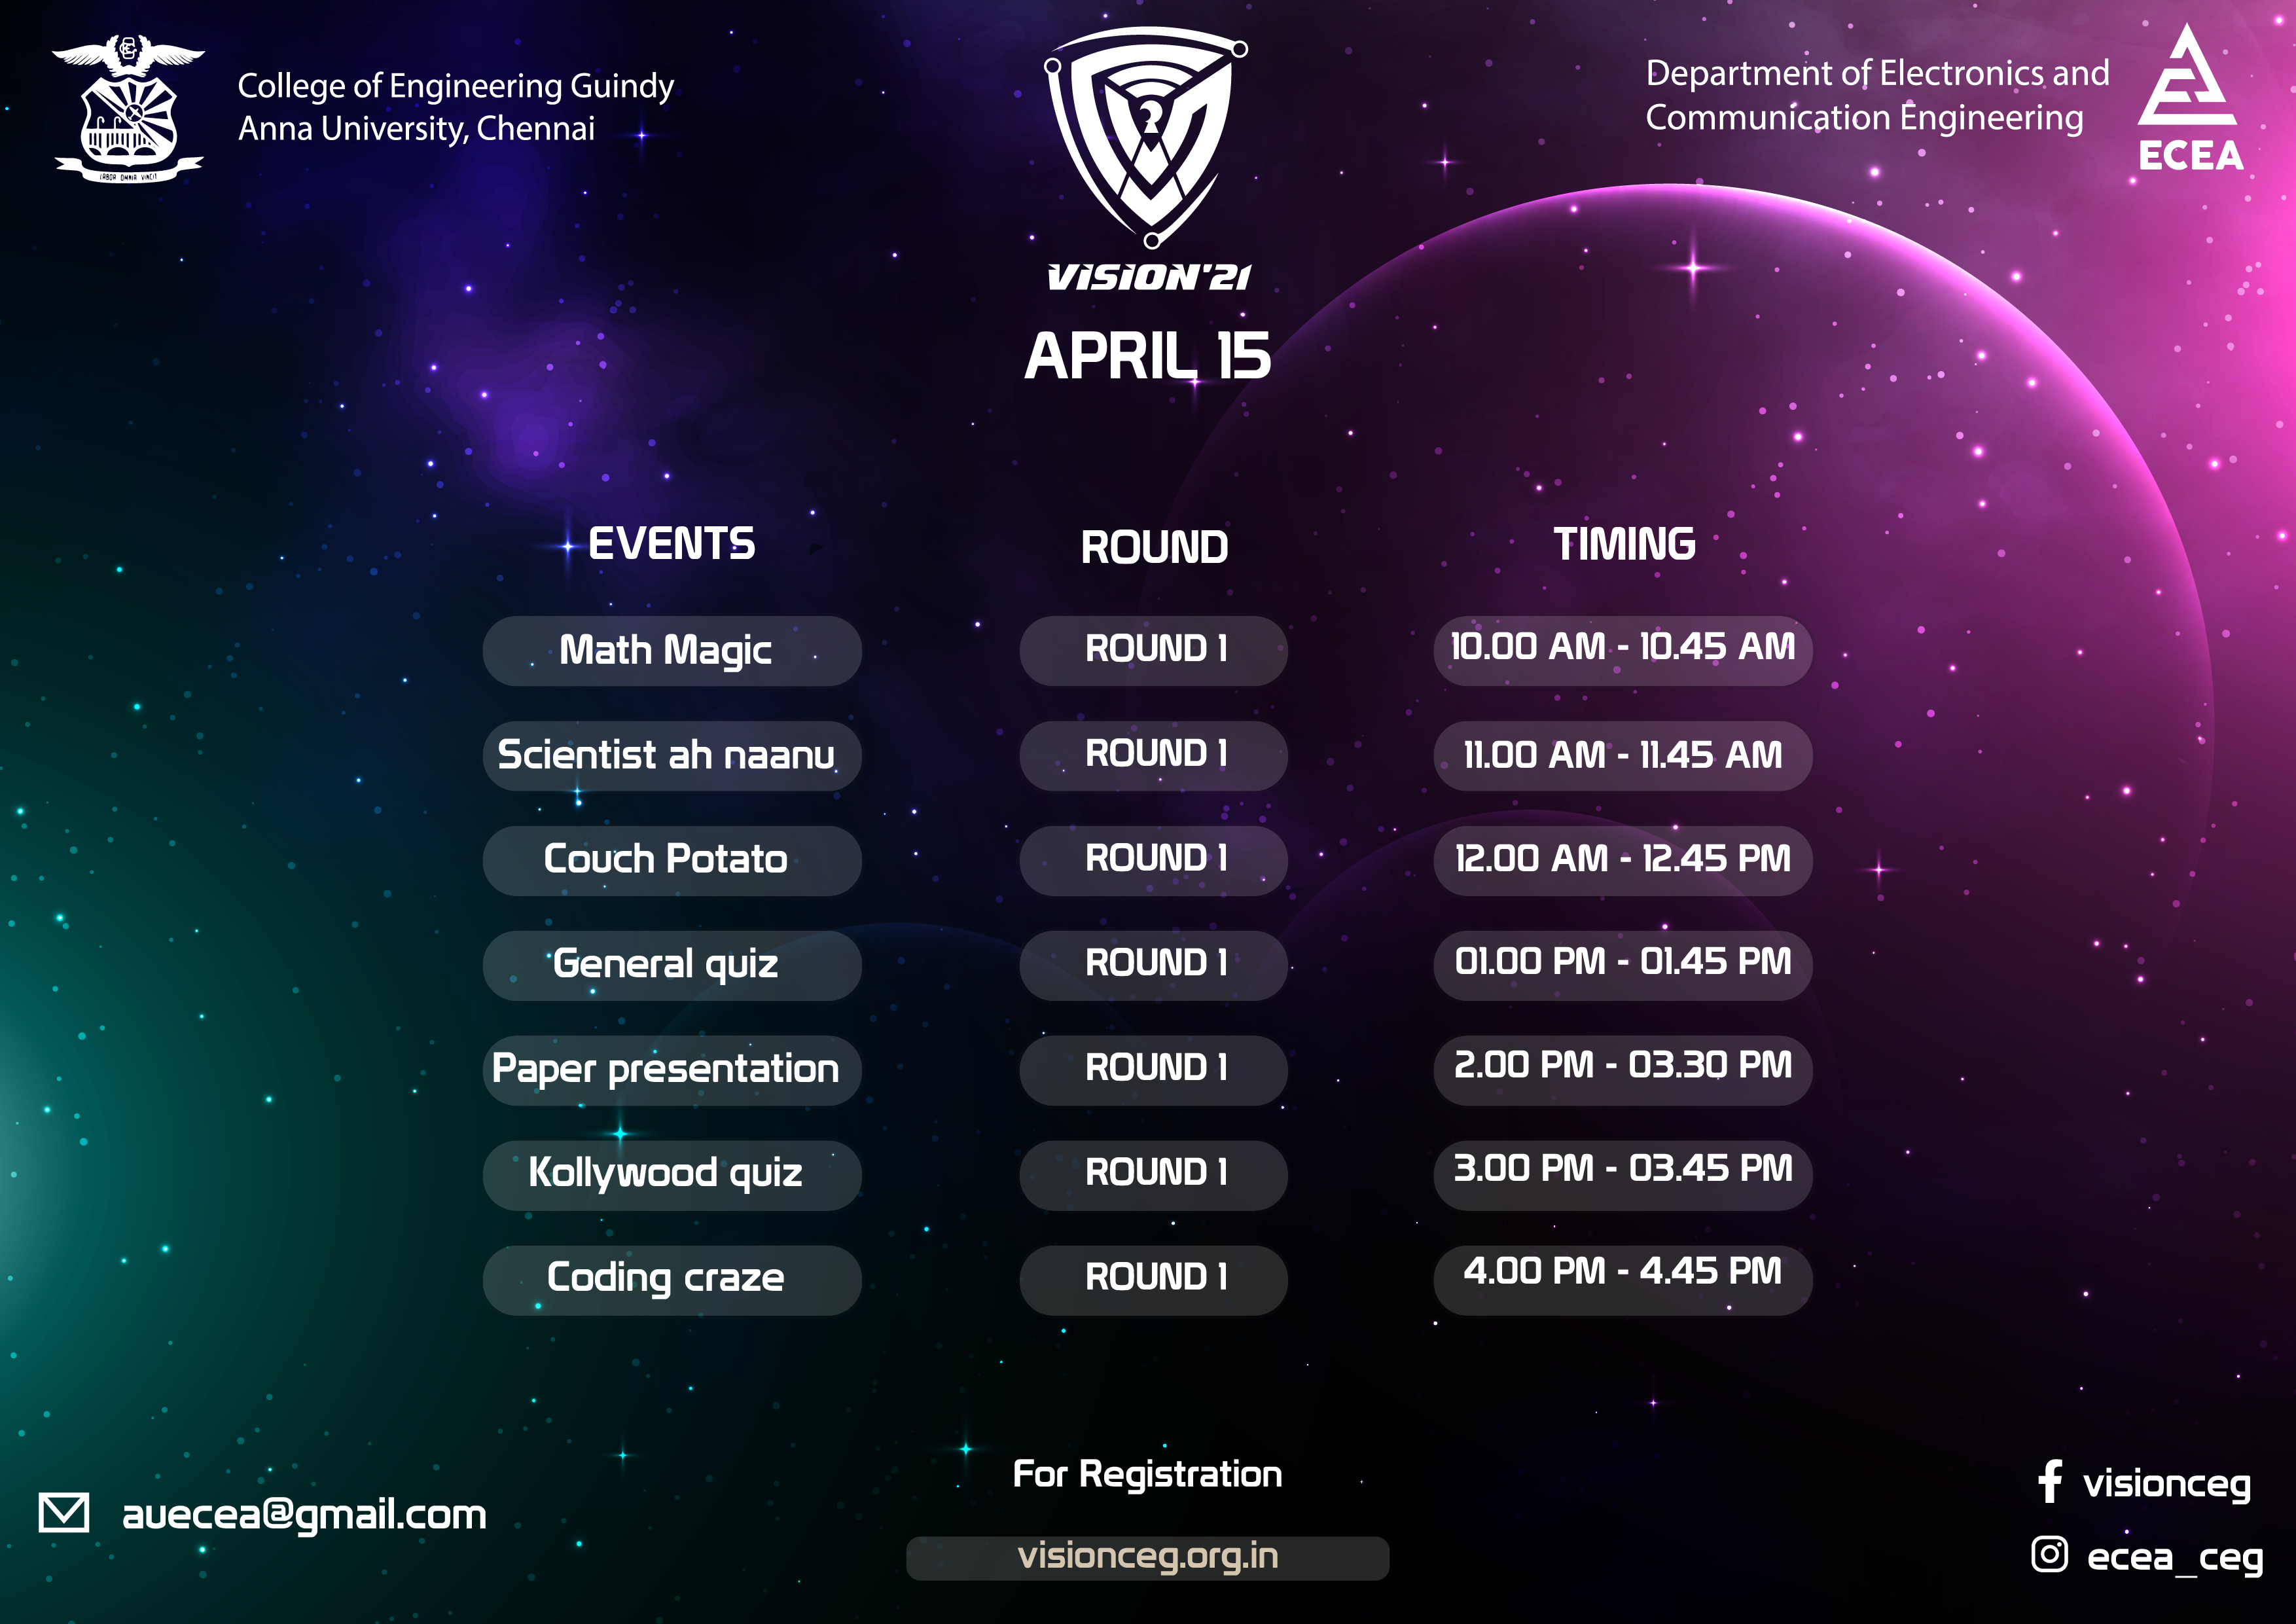 College of Engineering Guindy
Anna University, Chennai
LABOR OMNIA VINCIT
VISION'21
APRIL 15
Department of Electronics and
Communication Engineering
ECEA
EVENTS ROUND TIMING
Math Magic ROUND 1 10.00 AM - 10.45 AM
Scientist ah naanu ROUND 1 11.00 AM - 11.45 AM
Couch Potato ROUND 1 12.00 AM - 12.45 PM
General quiz ROUND 1 01.00 PM - 01.45 PM
Paper presentation ROUND 1 2.00 PM - 03.30 PM
Kollywood quiz ROUND 1 3.00 PM - 03.45 PM
Coding craze ROUND 1 4.00 PM - 4.45 PM
auecea@gmail.com
For Registration
visionceg.org.in
visionceg
ecea_ceg